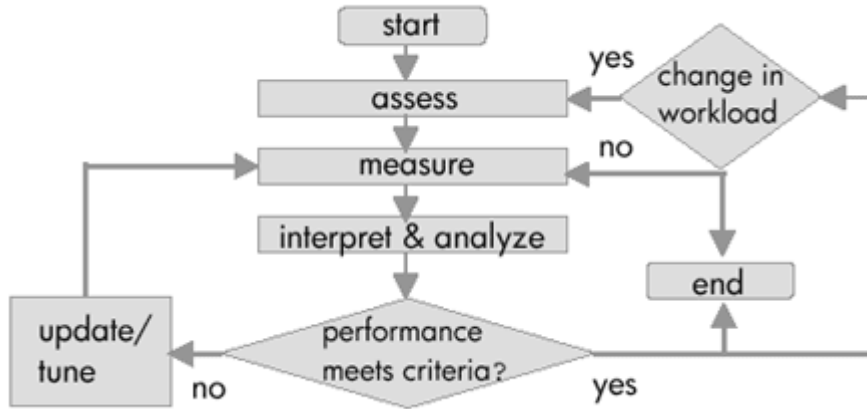 start
yes
change in
workload
assess
no
measure
interpret & analyze
end
update/
tune
performance
meets criteria?
no
yes